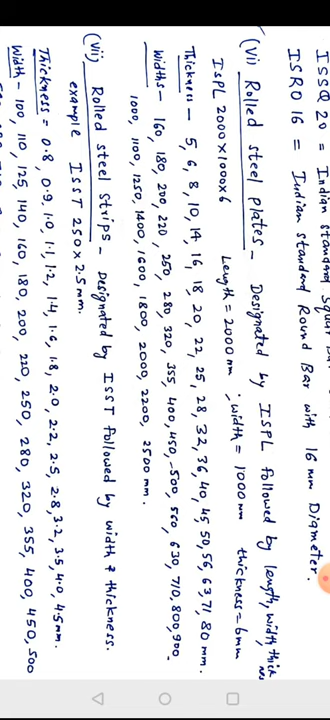 ISSQ 20 = Indian standard Square Bar
ISRO 16 = Indian standard Round Bar with 16 mm Diameter.
(vii Rolled steel plates - Designated by ISPL followed by length, width, thick
ISPL 2000×1000×6 Length = 2000 mm ; width = 1000 mm thickness = 6mm
Thickness - 5, 6, 8, 10, 14, 16, 18, 20, 22, 25, 28, 32, 36, 40, 45, 50, 56, 63, 71, 80 mm.
Widths - 160, 180, 200, 220, 250, 280, 320, 355, 400, 450, 500, 560, 630, 710, 800, 900.
1000, 1100, 1250, 1400, 1600, 1800, 2000, 2200, 2500 mm.
(vii) Rolled steel strips - Designated by ISST followed by width & thickness.
example ISST 250 × 2.5 mm.
Thickness = 0.8, 0.9, 1.0, 1.1, 1.2, 1.4, 1.6, 1.8, 2.0, 2.2, 2.5, 2.8, 3.2, 3.5, 4.0, 4.5 mm.
Width - 100, 110, 125, 140, 160, 180, 200, 220, 250, 280, 320, 355, 400, 450, 500